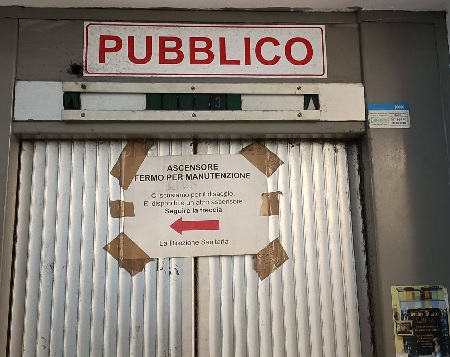 PUBBLICO
ASCENSORE
FERMO PER MANUTENZIONE
Ci scusiamo per il disagio.
E' disponibile un altro ascensore
Seguire la freccia
La Direzione Sanitaria